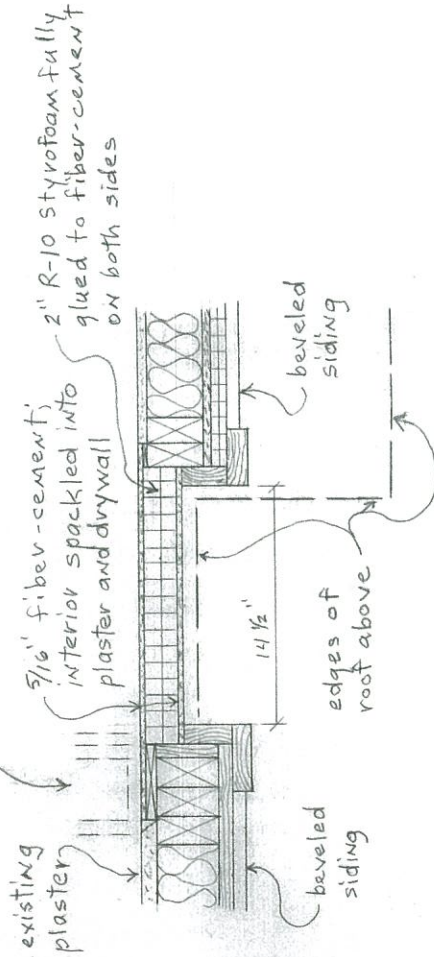 5/16" fiber-cement;
interior spackled into
plaster and drywall
2" R-10 styrofoam fully
glued to fiber-cement
on both sides
existing
plaster
beveled
siding
14 1/2"
edges of
roof above
beveled
siding